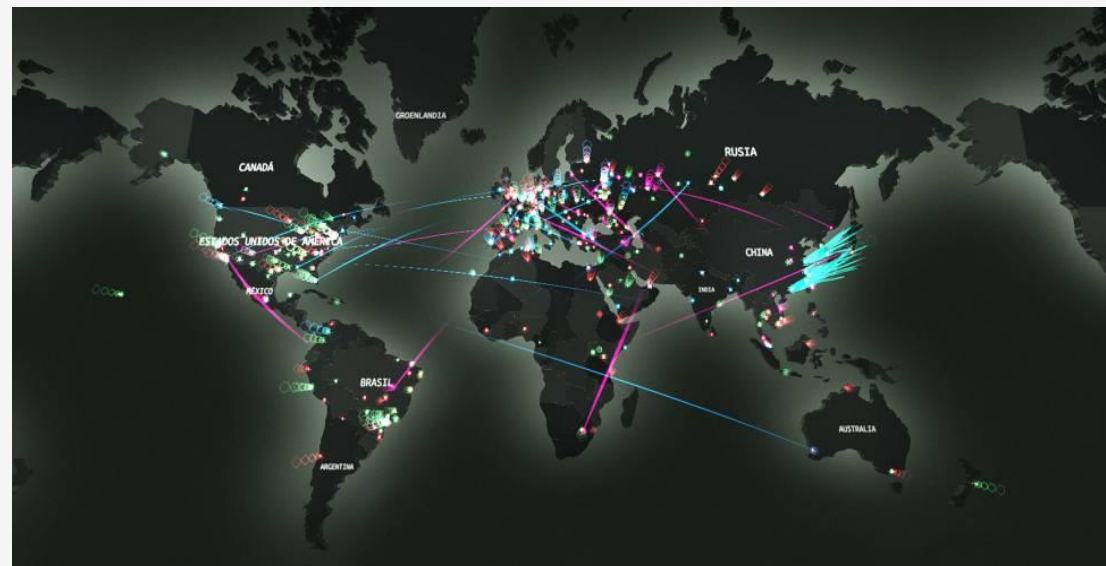 GROENLANDIA
CANADÁ
RUSIA
ESTADOS UNIDOS DE AMÉRICA
CHINA
MÉXICO
INDIA
BRASIL
AUSTRALIA
ARGENTINA